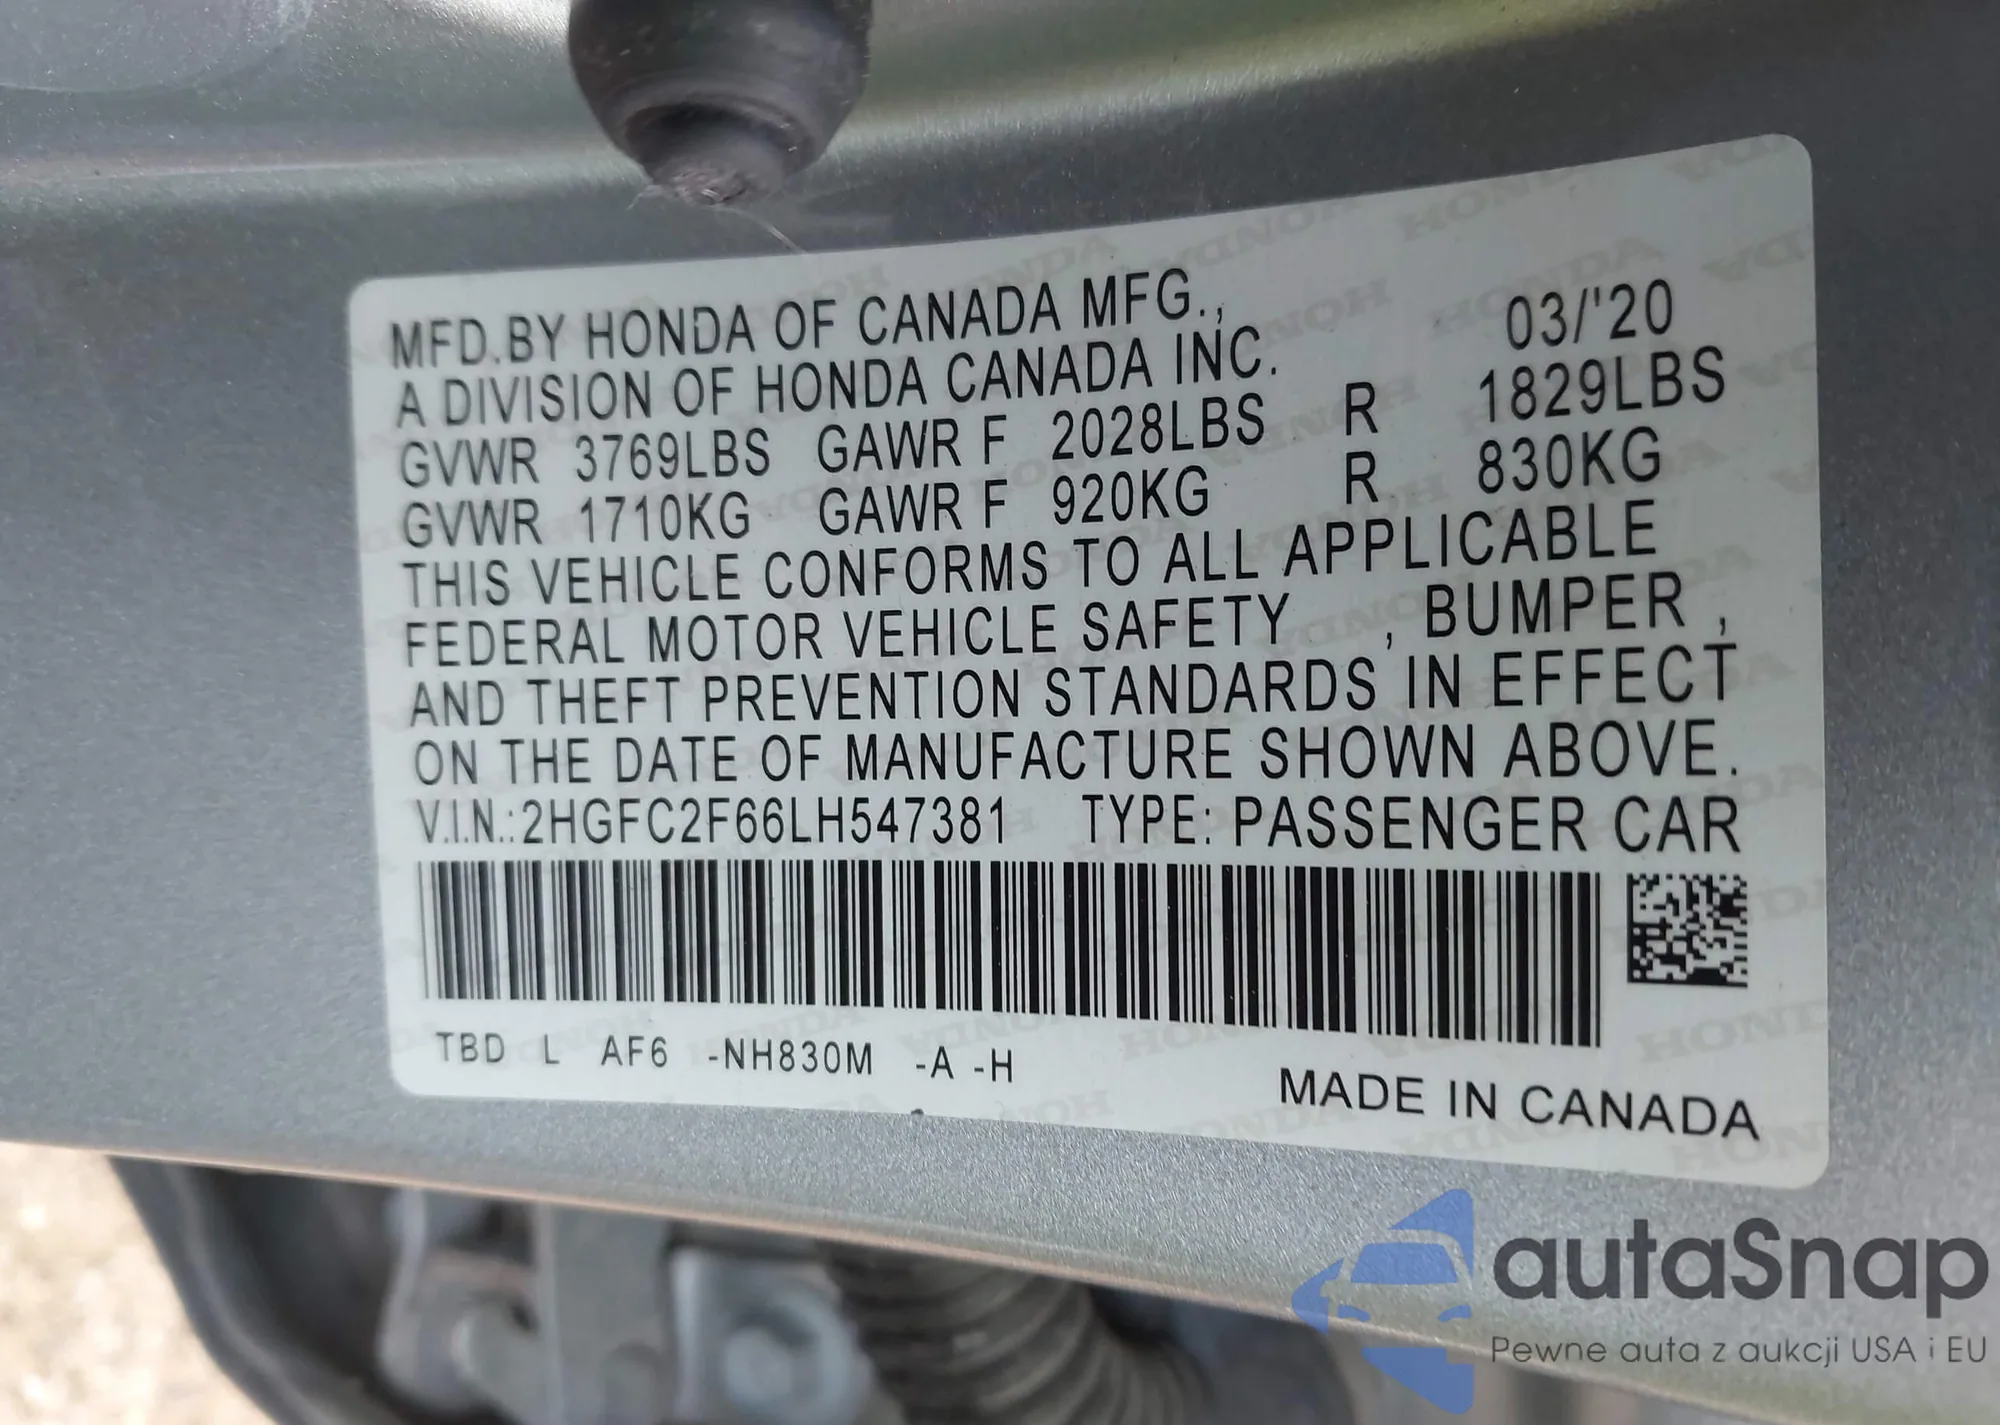 MFD.BY HONDA OF CANADA MFG., 03/'20
A DIVISION OF HONDA CANADA INC.
GVWR 3769LBS GAWR F 2028LBS R 1829LBS
GVWR 1710KG GAWR F 920KG R 830KG
THIS VEHICLE CONFORMS TO ALL APPLICABLE
FEDERAL MOTOR VEHICLE SAFETY , BUMPER ,
AND THEFT PREVENTION STANDARDS IN EFFECT
ON THE DATE OF MANUFACTURE SHOWN ABOVE.
V.I.N.:2HGFC2F66LH547381 TYPE: PASSENGER CAR
TBD L AF6 -NH830M -A -H
MADE IN CANADA
autaSnap
Pewne auta z aukcji USA i EU